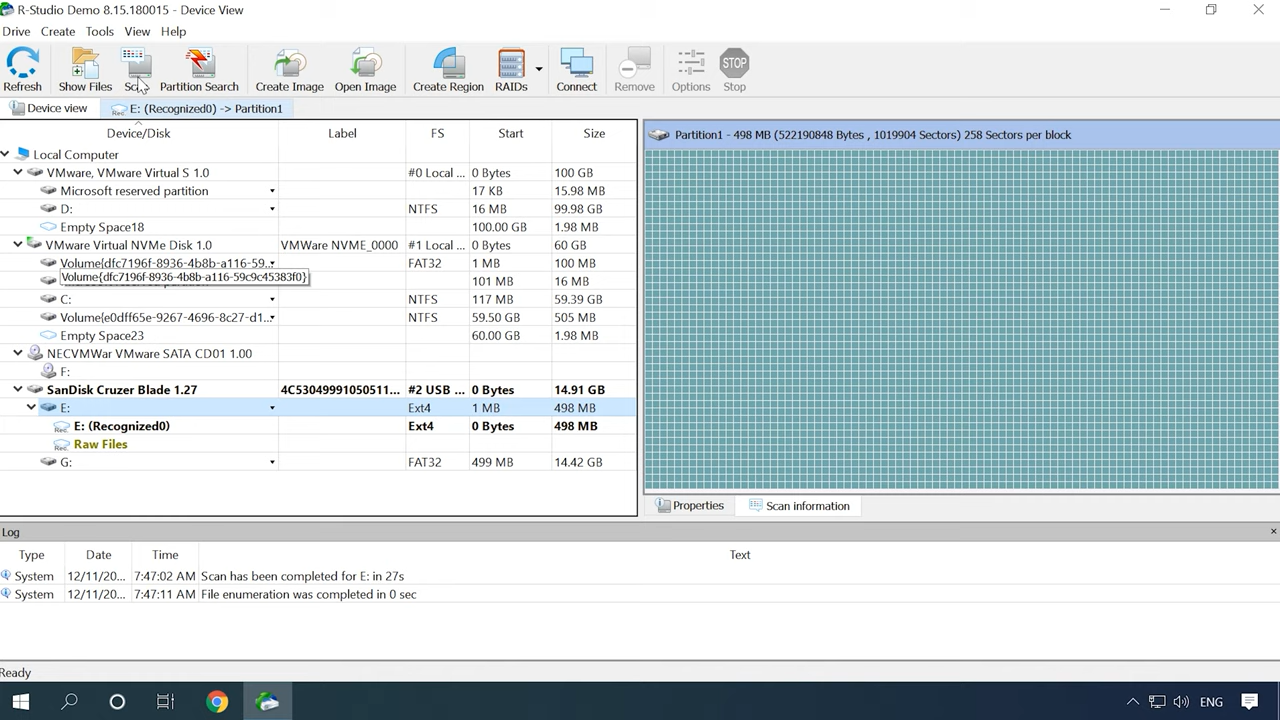 R-Studio Demo 8.15.180015 - Device View
Drive Create Tools View Help
Refresh Show Files Scan Partition Search Create Image Open Image Create Region RAIDs Connect Remove Options STOP Stop
Device view Rec E: (Recognized0) -> Partition1
Device/Disk Label FS Start Size
Partition1 - 498 MB (522190848 Bytes , 1019904 Sectors) 258 Sectors per block
Local Computer
VMware, VMware Virtual S 1.0 #0 Local ... 0 Bytes 100 GB
Microsoft reserved partition 17 KB 15.98 MB
D: NTFS 16 MB 99.98 GB
Empty Space18 100.00 GB 1.98 MB
VMware Virtual NVMe Disk 1.0 VMWare NVME_0000 #1 Local ... 0 Bytes 60 GB
Volume{dfc7196f-8936-4b8b-a116-59... FAT32 1 MB 100 MB
Volume{dfc7196f-8936-4b8b-a116-59c9c45383f0}
101 MB 16 MB
C: NTFS 117 MB 59.39 GB
Volume{e0dff65e-9267-4696-8c27-d1... NTFS 59.50 GB 505 MB
Empty Space23 60.00 GB 1.98 MB
NECVMWar VMware SATA CD01 1.00
F:
SanDisk Cruzer Blade 1.27 4C53049991050511... #2 USB ... 0 Bytes 14.91 GB
E: Ext4 1 MB 498 MB
Rec E: (Recognized0) Ext4 0 Bytes 498 MB
Rec Raw Files
G: FAT32 499 MB 14.42 GB
Properties Scan information
Log
Type Date Time Text
System 12/11/20... 7:47:02 AM Scan has been completed for E: in 27s
System 12/11/20... 7:47:11 AM File enumeration was completed in 0 sec
Ready
ENG